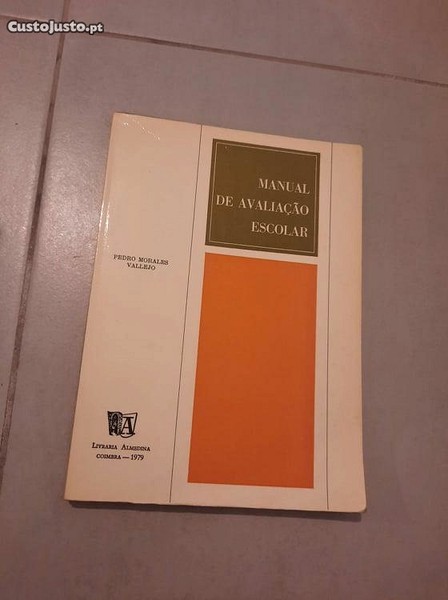 CustoJusto.pt
MANUAL
DE AVALIAÇÃO
ESCOLAR
PEDRO MORALES
VALLEJO
A
LIVRARIA ALMEDINA
COIMBRA — 1979